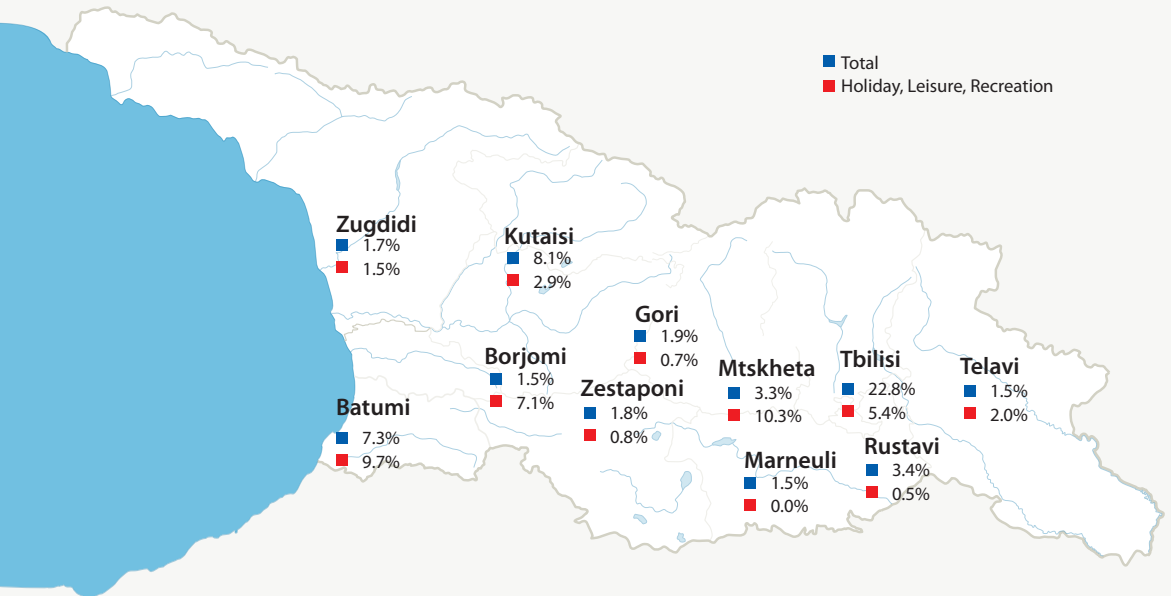 Total
Holiday, Leisure, Recreation
Zugdidi
1.7%
1.5%
Kutaisi
8.1%
2.9%
Gori
1.9%
0.7%
Borjomi
1.5%
7.1%
Zestaponi
1.8%
0.8%
Mtskheta
3.3%
10.3%
Tbilisi
22.8%
5.4%
Telavi
1.5%
2.0%
Batumi
7.3%
9.7%
Marneuli
1.5%
0.0%
Rustavi
3.4%
0.5%